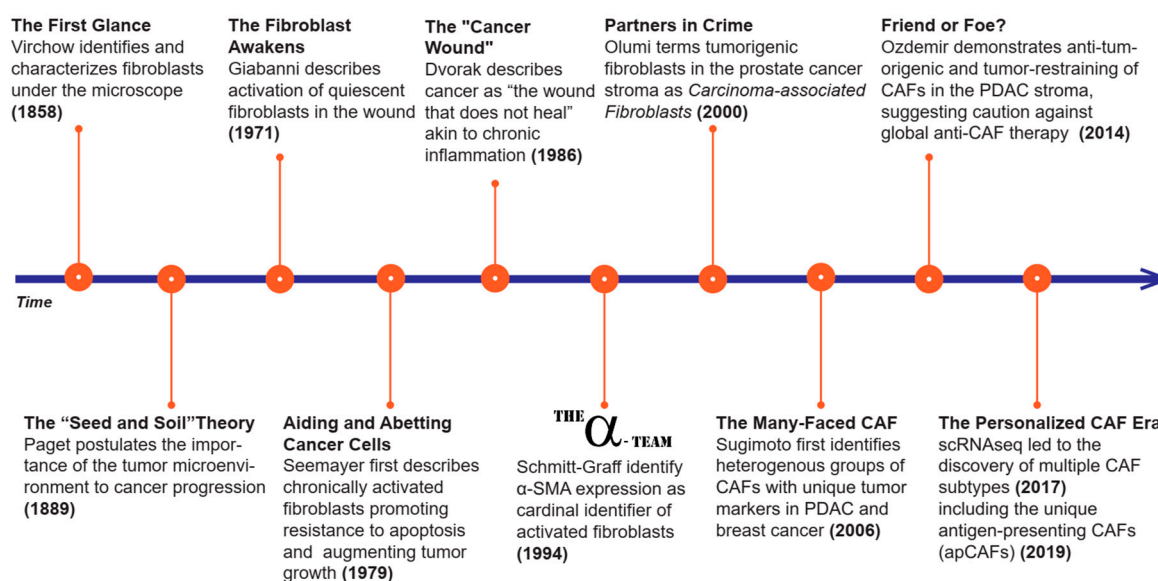 The First Glance
Virchow identifies and
characterizes fibroblasts
under the microscope
(1858)
The Fibroblast
Awakens
Giabanni describes
activation of quiescent
fibroblasts in the wound
(1971)
The "Cancer
Wound"
Dvorak describes
cancer as “the wound
that does not heal”
akin to chronic
inflammation (1986)
Partners in Crime
Olumi terms tumorigenic
fibroblasts in the prostate cancer
stroma as Carcinoma-associated
Fibroblasts (2000)
Friend or Foe?
Ozdemir demonstrates anti-tum-
origenic and tumor-restraining of
CAFs in the PDAC stroma,
suggesting caution against
global anti-CAF therapy (2014)
Time
The “Seed and Soil”Theory
Paget postulates the impor-
tance of the tumor microenvi-
ronment to cancer progression
(1889)
Aiding and Abetting
Cancer Cells
Seemayer first describes
chronically activated
fibroblasts promoting
resistance to apoptosis
and augmenting tumor
growth (1979)
THE α - TEAM
Schmitt-Graff identify
α-SMA expression as
cardinal identifier of
activated fibroblasts
(1994)
The Many-Faced CAF
Sugimoto first identifies
heterogenous groups of
CAFs with unique tumor
markers in PDAC and
breast cancer (2006)
The Personalized CAF Era
scRNAseq led to the
discovery of multiple CAF
subtypes (2017)
including the unique
antigen-presenting CAFs
(apCAFs) (2019)